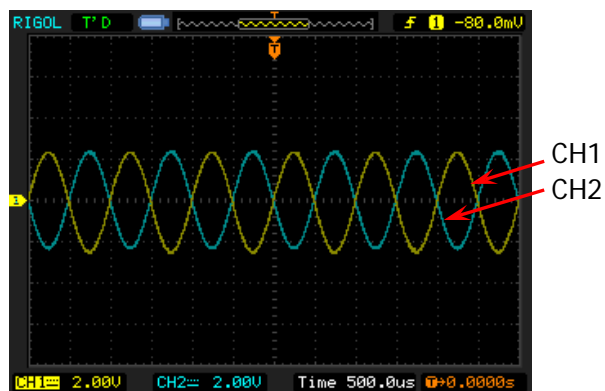 RIGOL T'D T f 1 -80.0mV
T
CH1
CH2
1
CH1 2.00V CH2 2.00V Time 500.0us T→0.0000s